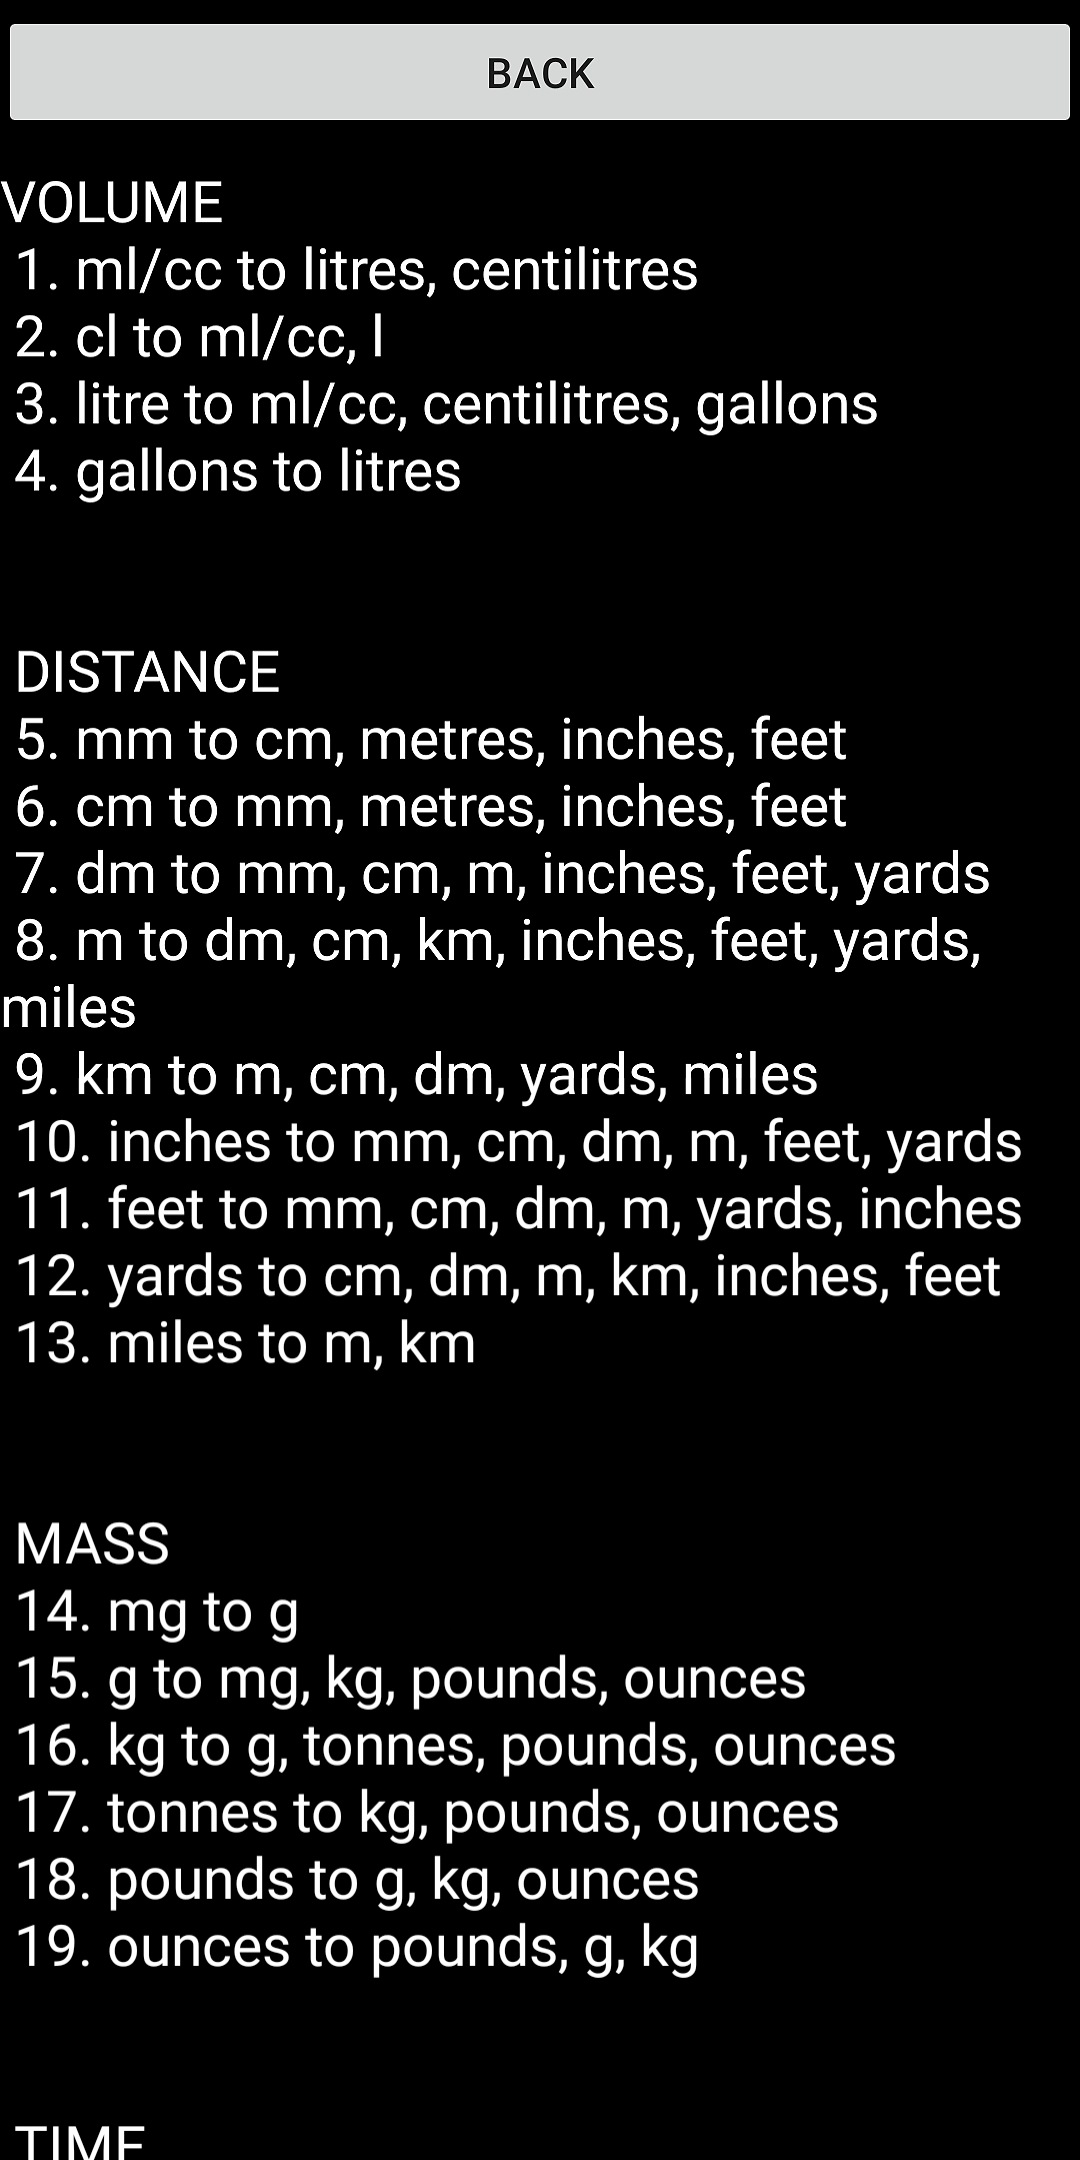 BACK
VOLUME
1. ml/cc to litres, centilitres
2. cl to ml/cc, l
3. litre to ml/cc, centilitres, gallons
4. gallons to litres
DISTANCE
5. mm to cm, metres, inches, feet
6. cm to mm, metres, inches, feet
7. dm to mm, cm, m, inches, feet, yards
8. m to dm, cm, km, inches, feet, yards,
miles
9. km to m, cm, dm, yards, miles
10. inches to mm, cm, dm, m, feet, yards
11. feet to mm, cm, dm, m, yards, inches
12. yards to cm, dm, m, km, inches, feet
13. miles to m, km
MASS
14. mg to g
15. g to mg, kg, pounds, ounces
16. kg to g, tonnes, pounds, ounces
17. tonnes to kg, pounds, ounces
18. pounds to g, kg, ounces
19. ounces to pounds, g, kg
TIME